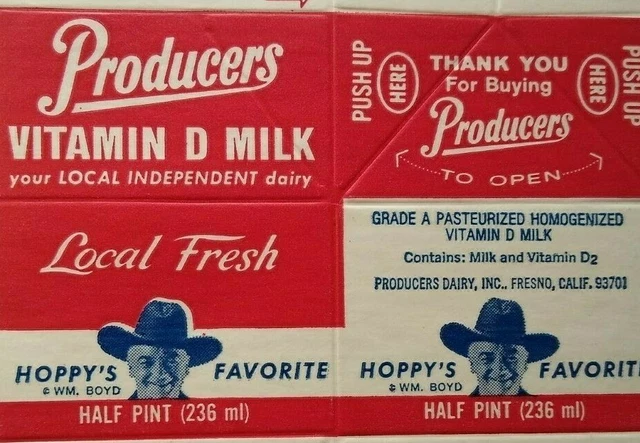 Producers
VITAMIN D MILK
your LOCAL INDEPENDENT dairy
Local Fresh
HOPPY'S FAVORITE
© WM. BOYD
HALF PINT (236 ml)
PUSH UP
HERE
THANK YOU
For Buying
Producers
TO OPEN
HERE
PUSH UP
GRADE A PASTEURIZED HOMOGENIZED
VITAMIN D MILK
Contains: Milk and Vitamin D2
PRODUCERS DAIRY, INC., FRESNO, CALIF. 93701
HOPPY'S FAVORIT
© WM. BOYD
HALF PINT (236 ml)